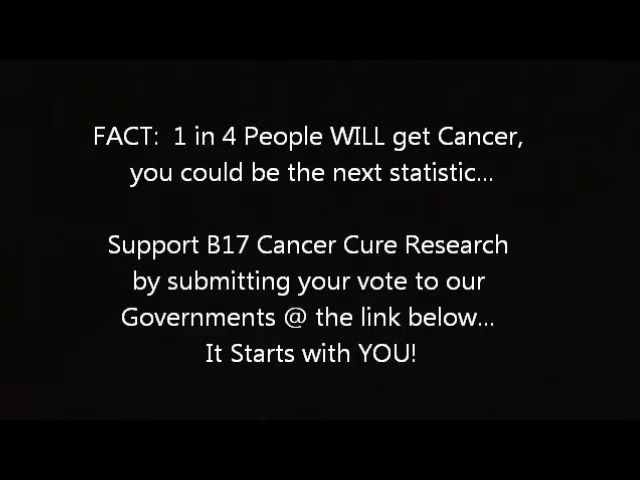 FACT:  1 in 4 People WILL get Cancer,
you could be the next statistic...
Support B17 Cancer Cure Research
by submitting your vote to our
Governments @ the link below...
It Starts with YOU!